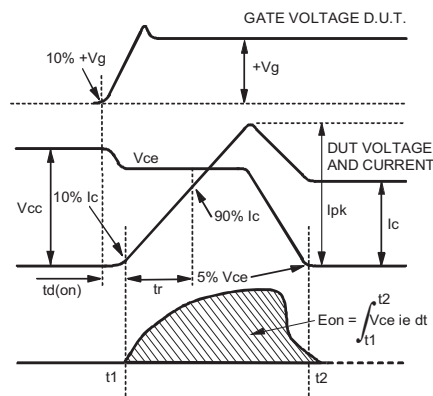 GATE VOLTAGE D.U.T.
10% +Vg
+Vg
Vce
DUT VOLTAGE
AND CURRENT
Vcc
10% Ic
90% Ic
Ipk
Ic
td(on)
tr
5% Vce
Eon = ∫ Vce ie dt
t2
t1
t1
t2